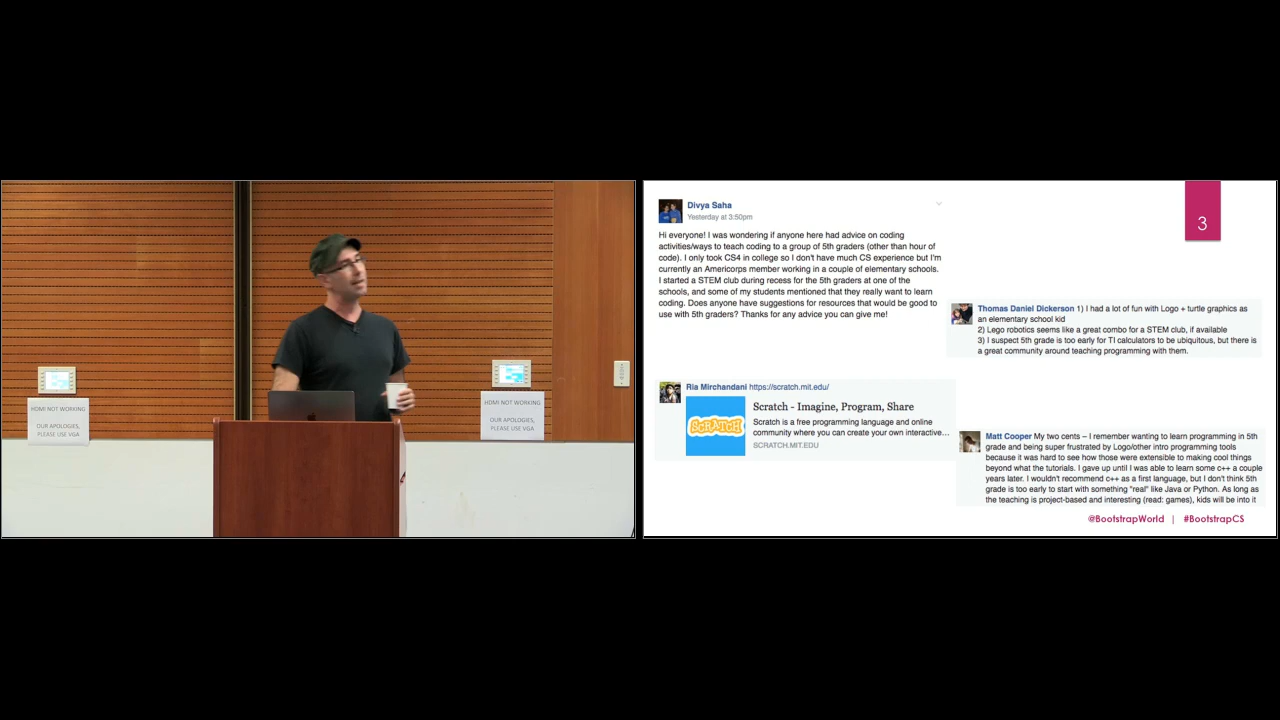 HDMI NOT WORKING
OUR APOLOGIES,
PLEASE USE VGA
HDMI NOT WORKING
OUR APOLOGIES,
PLEASE USE VGA
3
Divya Saha
Yesterday at 3:50pm
Hi everyone! I was wondering if anyone here had advice on coding
activities/ways to teach coding to a group of 5th graders (other than hour of
code). I only took CS4 in college so I don't have much CS experience but I'm
currently an Americorps member working in a couple of elementary schools.
I started a STEM club during recess for the 5th graders at one of the
schools, and some of my students mentioned that they really want to learn
coding. Does anyone have suggestions for resources that would be good to
use with 5th graders? Thanks for any advice you can give me!
Thomas Daniel Dickerson 1) I had a lot of fun with Logo + turtle graphics as
an elementary school kid
2) Lego robotics seems like a great combo for a STEM club, if available
3) I suspect 5th grade is too early for TI calculators to be ubiquitous, but there is
a great community around teaching programming with them.
Ria Mirchandani https://scratch.mit.edu/
SCRATCH
Scratch - Imagine, Program, Share
Scratch is a free programming language and online
community where you can create your own interactive...
SCRATCH.MIT.EDU
Matt Cooper My two cents – I remember wanting to learn programming in 5th
grade and being super frustrated by Logo/other intro programming tools
because it was hard to see how those were extensible to making cool things
beyond what the tutorials. I gave up until I was able to learn some c++ a couple
years later. I wouldn't recommend c++ as a first language, but I don't think 5th
grade is too early to start with something "real" like Java or Python. As long as
the teaching is project-based and interesting (read: games), kids will be into it
@BootstrapWorld | #BootstrapCS